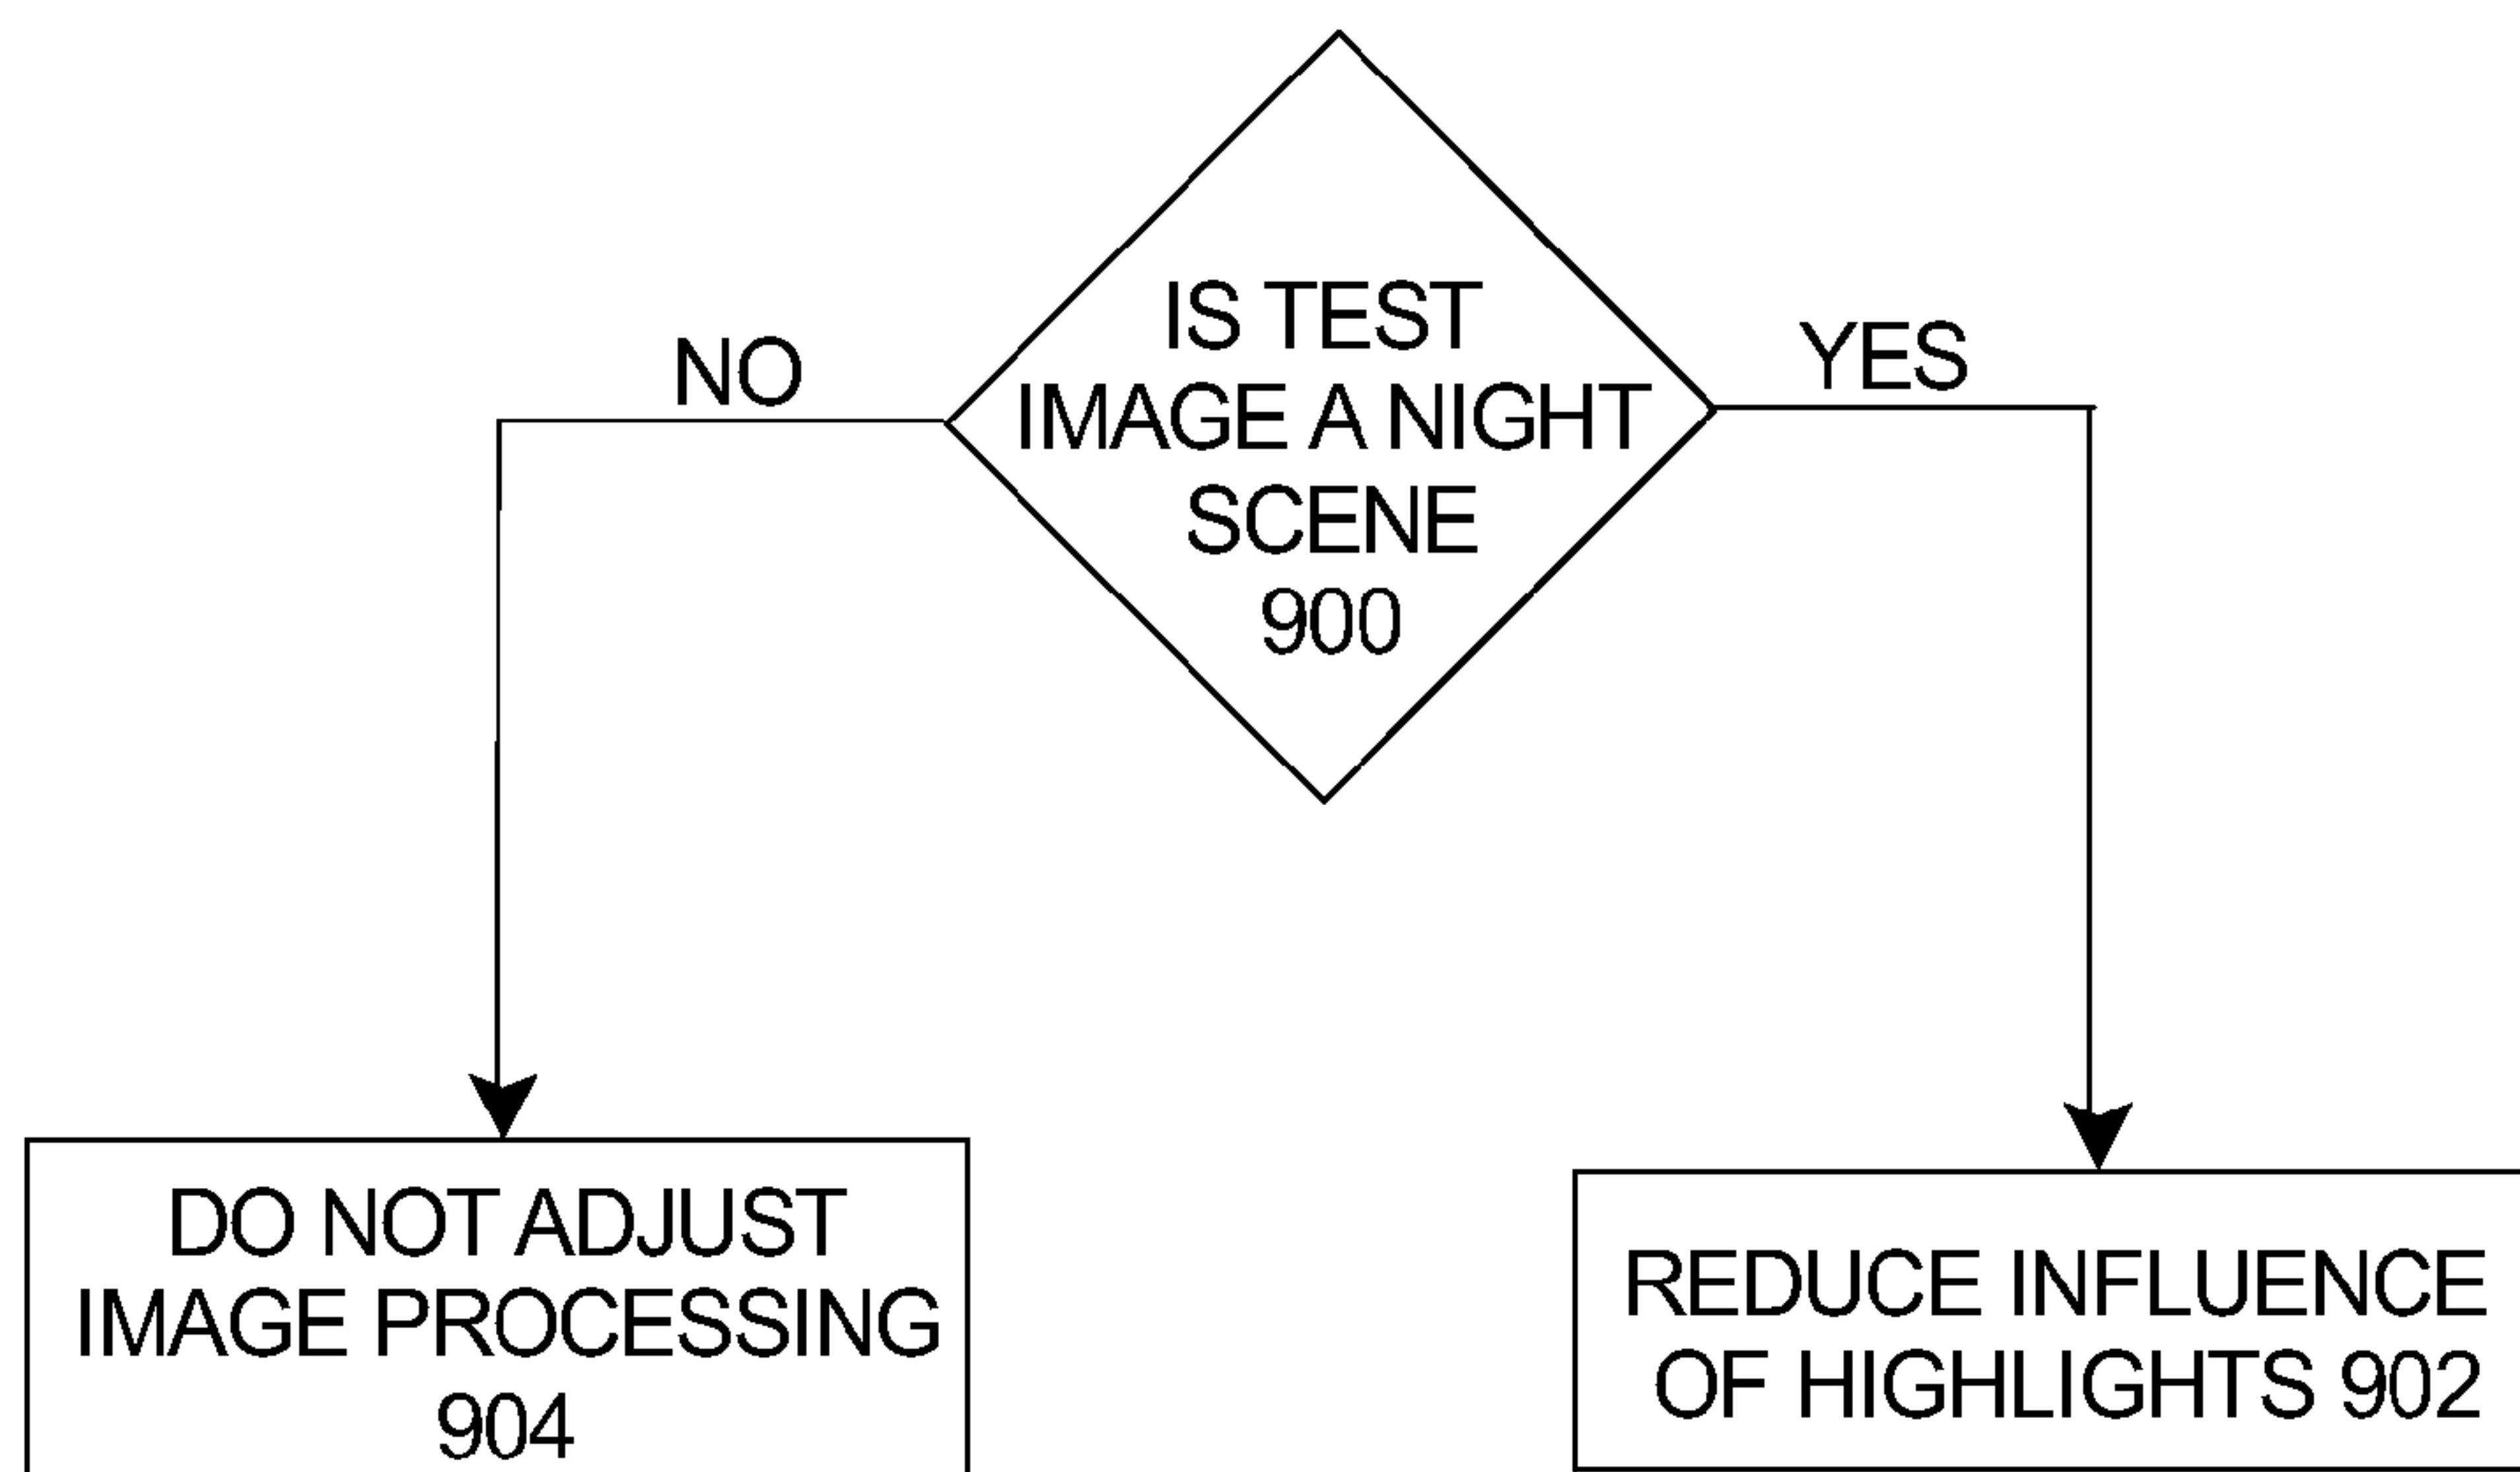 IS TEST
IMAGE A NIGHT
SCENE
900
NO
YES
DO NOT ADJUST
IMAGE PROCESSING
904
REDUCE INFLUENCE
OF HIGHLIGHTS 902